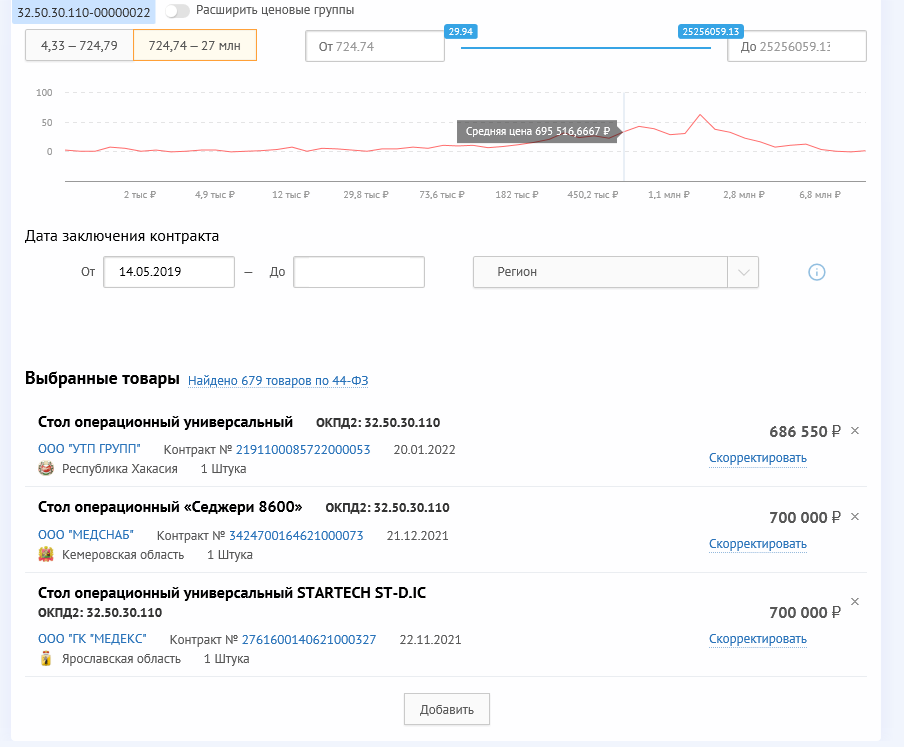 32.50.30.110-00000022 Расширить ценовые группы
4,33 – 724,79 724,74 – 27 млн От 724.74 29.94 25256059.13 До 25256059.13
100
50
0
Средняя цена 695 516,6667 ₽
2 тыс ₽ 4,9 тыс ₽ 12 тыс ₽ 29,8 тыс ₽ 73,6 тыс ₽ 182 тыс ₽ 450,2 тыс ₽ 1,1 млн ₽ 2,8 млн ₽ 6,8 млн ₽
Дата заключения контракта
От 14.05.2019 — До Регион
Выбранные товары Найдено 679 товаров по 44-ФЗ
Стол операционный универсальный ОКПД2: 32.50.30.110
686 550 ₽ ×
ООО "УТП ГРУПП" Контракт № 2191100085722000053 20.01.2022
Скорректировать
Республика Хакасия 1 Штука
Стол операционный «Седжери 8600» ОКПД2: 32.50.30.110
700 000 ₽ ×
ООО "МЕДСНАБ" Контракт № 3424700164621000073 21.12.2021
Скорректировать
Кемеровская область 1 Штука
Стол операционный универсальный STARTECH ST-D.IC
ОКПД2: 32.50.30.110
700 000 ₽ ×
ООО "ГК "МЕДЕКС" Контракт № 2761600140621000327 22.11.2021
Скорректировать
Ярославская область 1 Штука
Добавить